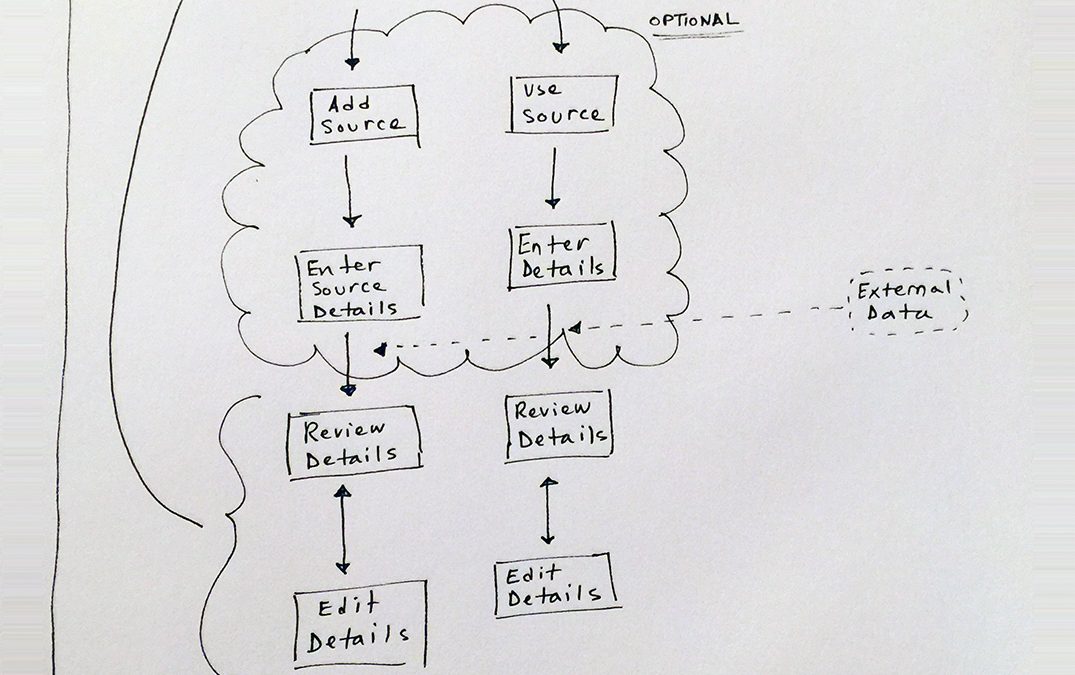 OPTIONAL
Add
Source
Use
Source
Enter
Source
Details
Enter
Details
External
Data
Review
Details
Review
Details
Edit
Details
Edit
Details